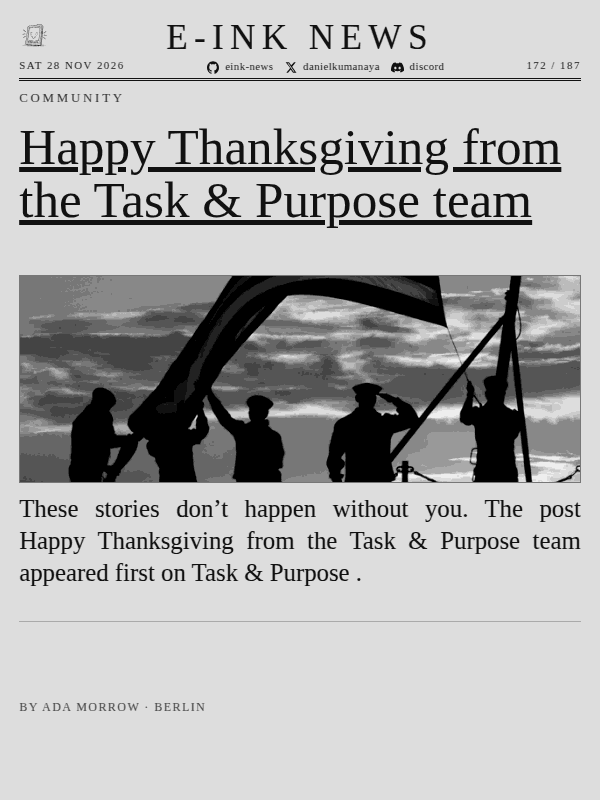 E-INK NEWS
SAT 28 NOV 2026
eink-news
danielkumanaya
discord
172 / 187
COMMUNITY
Happy Thanksgiving from
the Task & Purpose team
These stories don’t happen without you. The post
Happy Thanksgiving from the Task & Purpose team
appeared first on Task & Purpose .
BY ADA MORROW · BERLIN